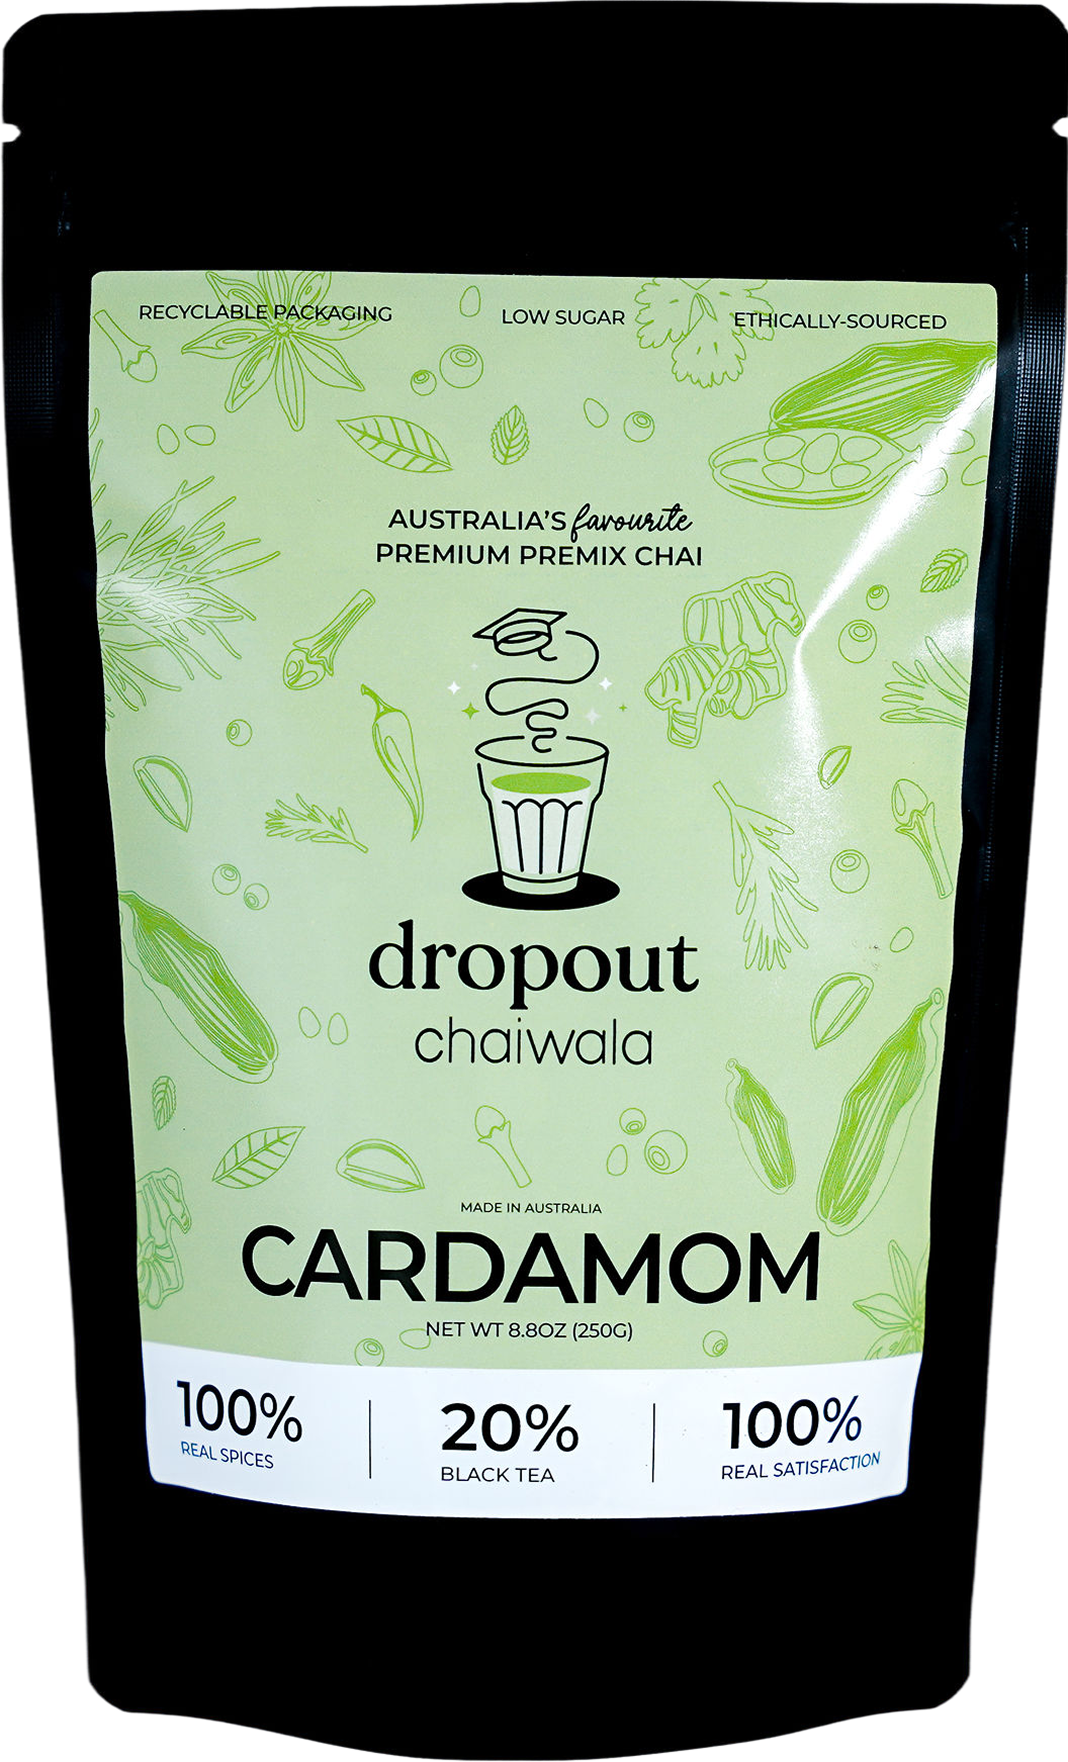 RECYCLABLE PACKAGING
LOW SUGAR
ETHICALLY-SOURCED
AUSTRALIA'S favourite
PREMIUM PREMIX CHAI
dropout
chaiwala
MADE IN AUSTRALIA
CARDAMOM
NET WT 8.8OZ (250G)
100%
REAL SPICES
20%
BLACK TEA
100%
REAL SATISFACTION